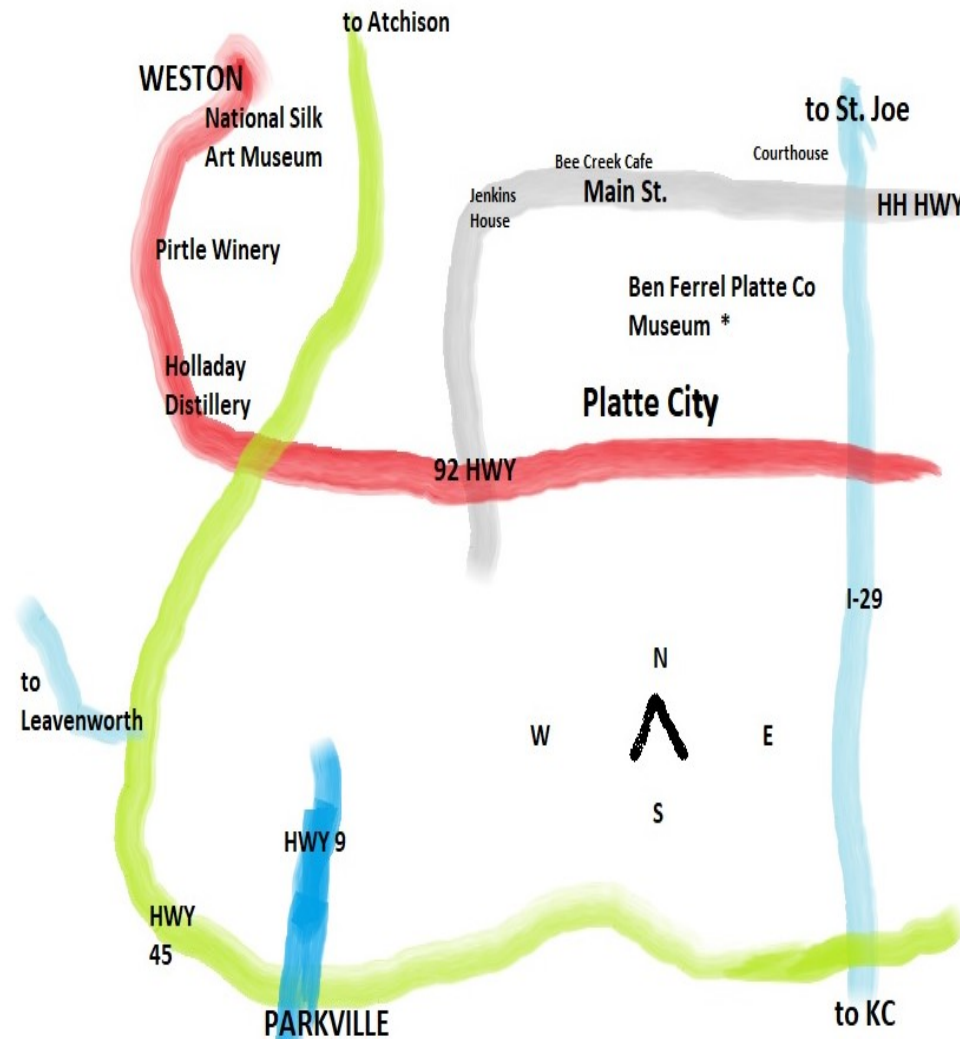 to Atchison
WESTON
National Silk
Art Museum
to St. Joe
Bee Creek Cafe
Courthouse
Main St.
Jenkins
House
HH HWY
Pirtle Winery
Ben Ferrel Platte Co
Museum *
Holladay
Distillery
Platte City
92 HWY
I-29
N
to
Leavenworth
W
E
S
HWY 9
HWY
45
PARKVILLE
to KC